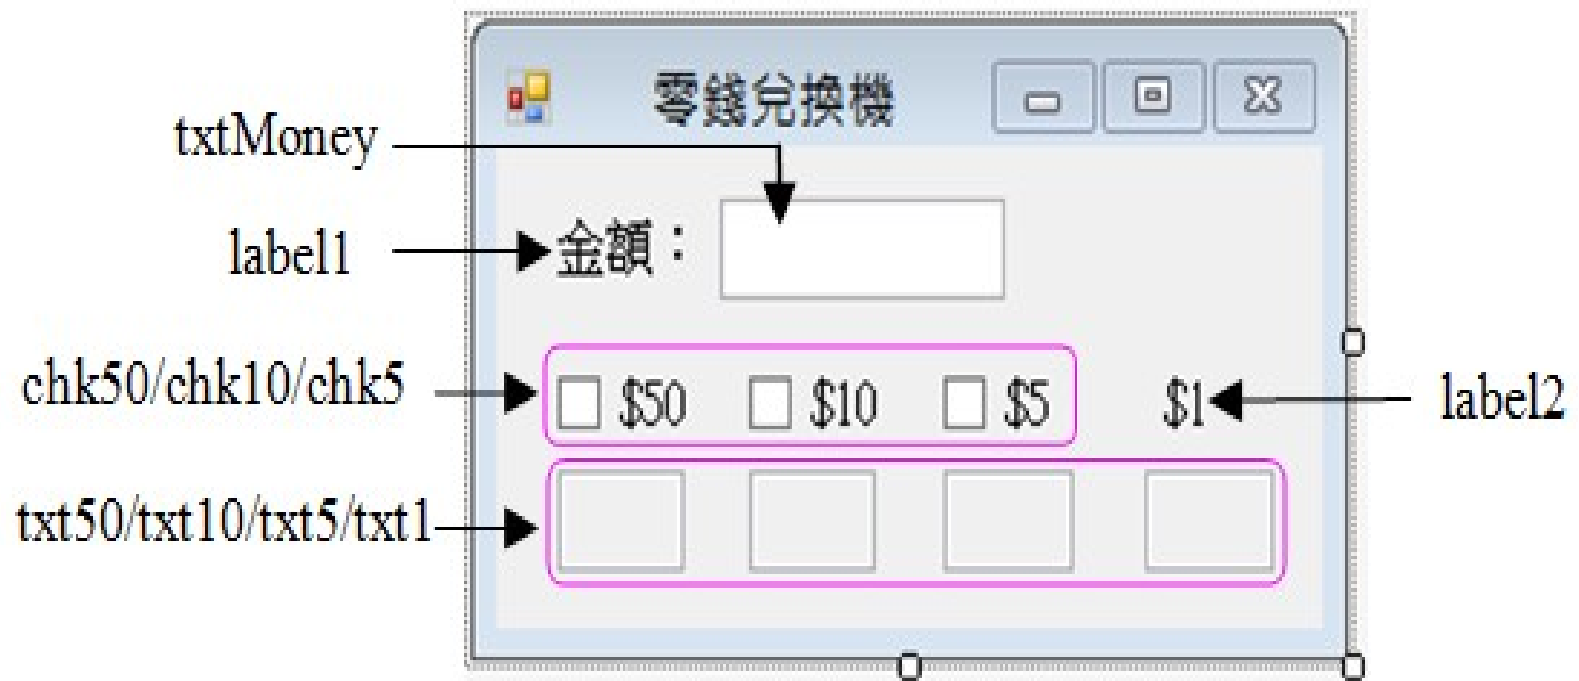 零錢兌換機
txtMoney
label1
金額：
chk50/chk10/chk5
$50
$10
$5
$1
label2
txt50/txt10/txt5/txt1